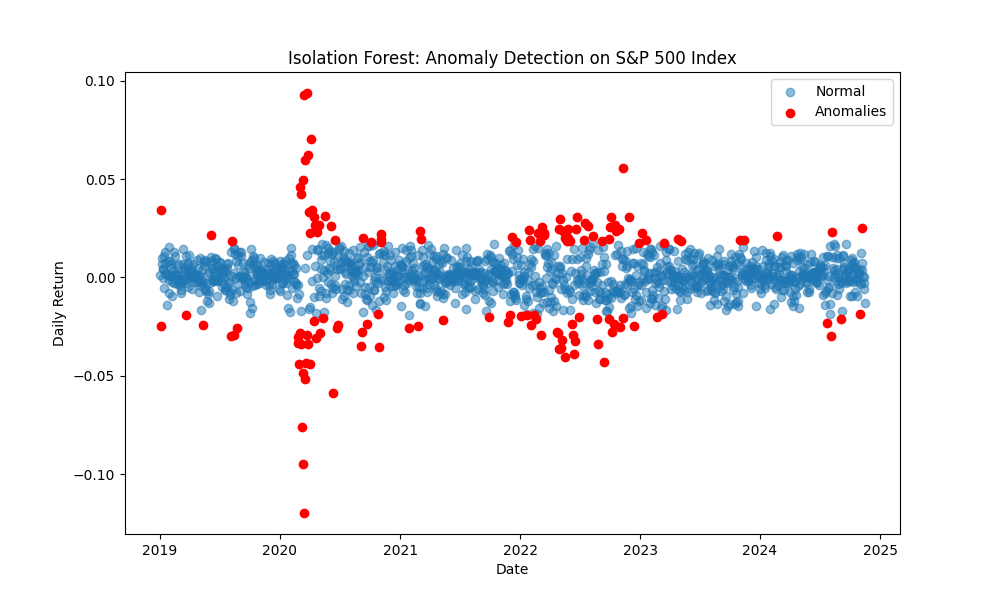 Isolation Forest: Anomaly Detection on S&P 500 Index
Normal
Anomalies
0.10
0.05
0.00
−0.05
−0.10
Daily Return
2019
2020
2021
2022
2023
2024
2025
Date